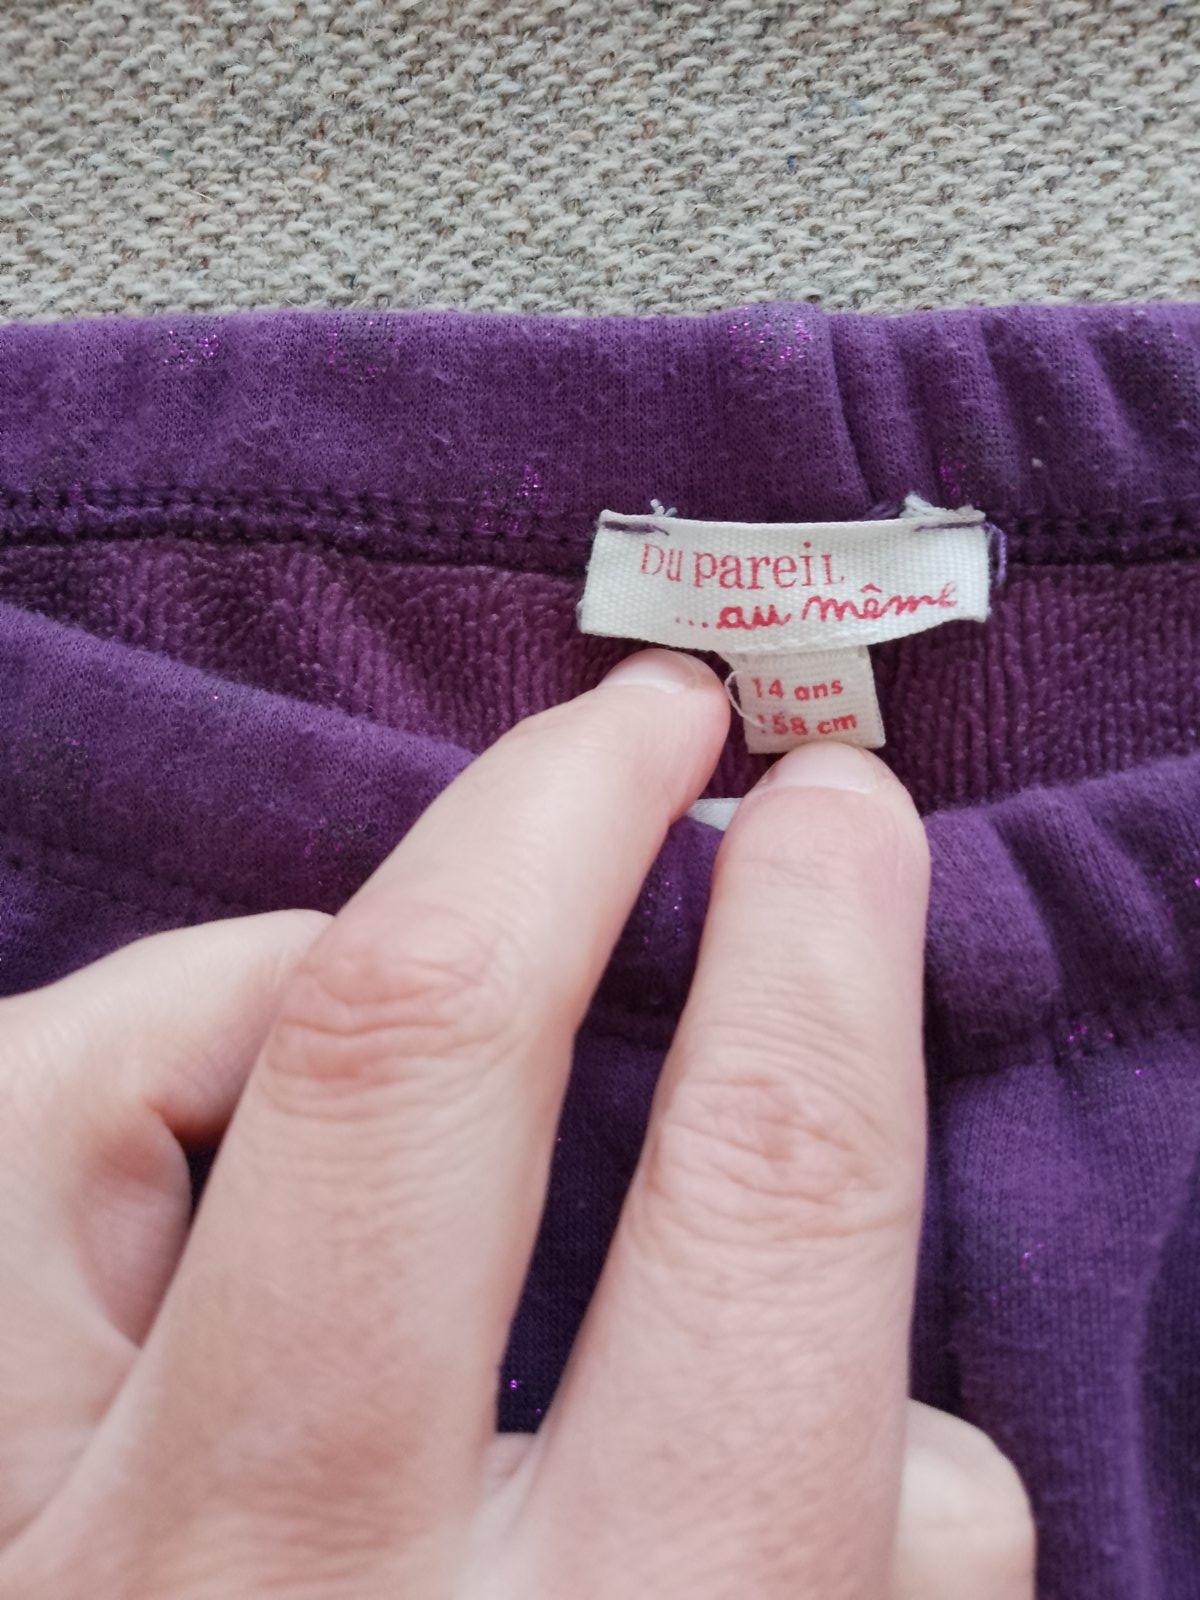 Du pareil
...au même
14 ans
158 cm